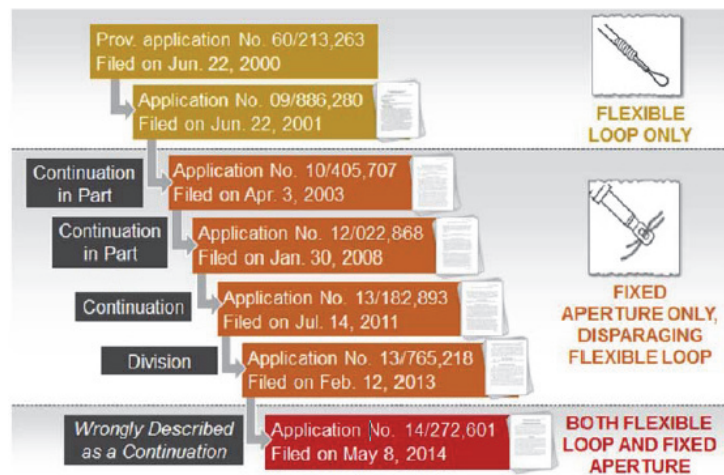 Prov. application No. 60/213,263
Filed on Jun. 22, 2000
Application No. 09/886,280
Filed on Jun. 22, 2001
FLEXIBLE
LOOP ONLY
Continuation
in Part
Application No. 10/405,707
Filed on Apr. 3, 2003
Continuation
in Part
Application No. 12/022,868
Filed on Jan. 30, 2008
Continuation
Application No. 13/182,893
Filed on Jul. 14, 2011
Division
Application No. 13/765,218
Filed on Feb. 12, 2013
FIXED
APERTURE ONLY,
DISPARAGING
FLEXIBLE LOOP
Wrongly Described
as a Continuation
Application No. 14/272,601
Filed on May 8, 2014
BOTH FLEXIBLE
LOOP AND FIXED
APERTURE